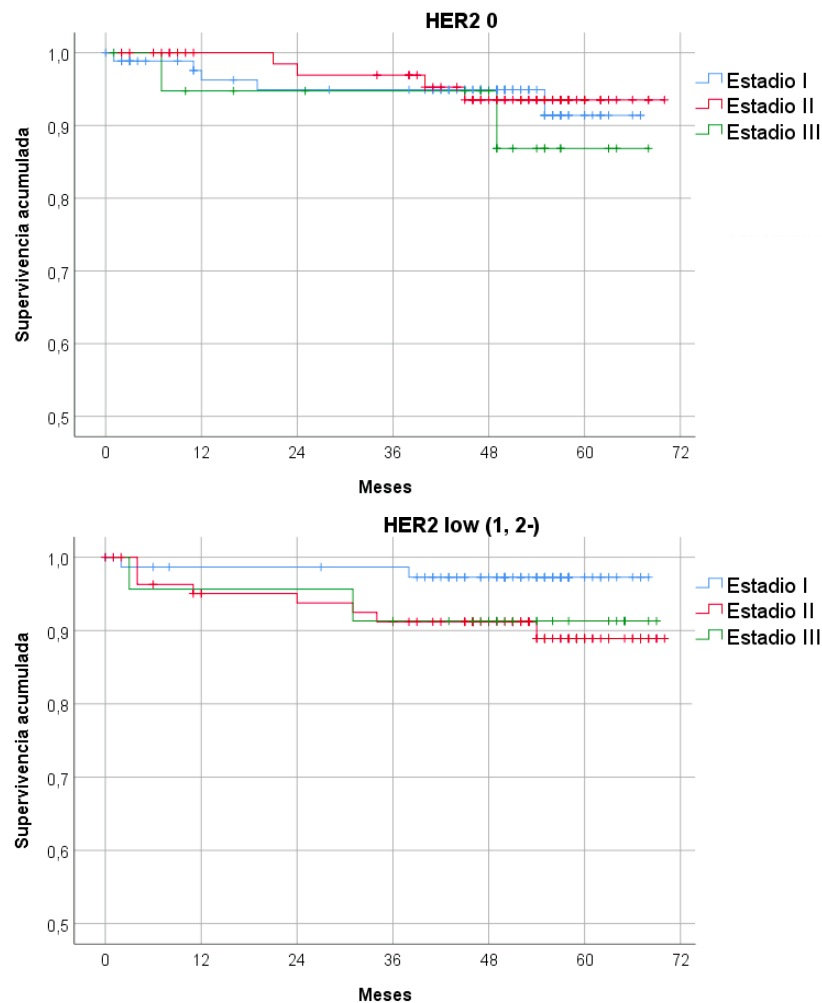 HER2 0
1,0
0,9
0,8
0,7
0,6
0,5
Supervivencia acumulada
0 12 24 36 48 60 72
Meses
Estadio I
Estadio II
Estadio III
HER2 low (1, 2-)
1,0
0,9
0,8
0,7
0,6
0,5
Supervivencia acumulada
0 12 24 36 48 60 72
Meses
Estadio I
Estadio II
Estadio III